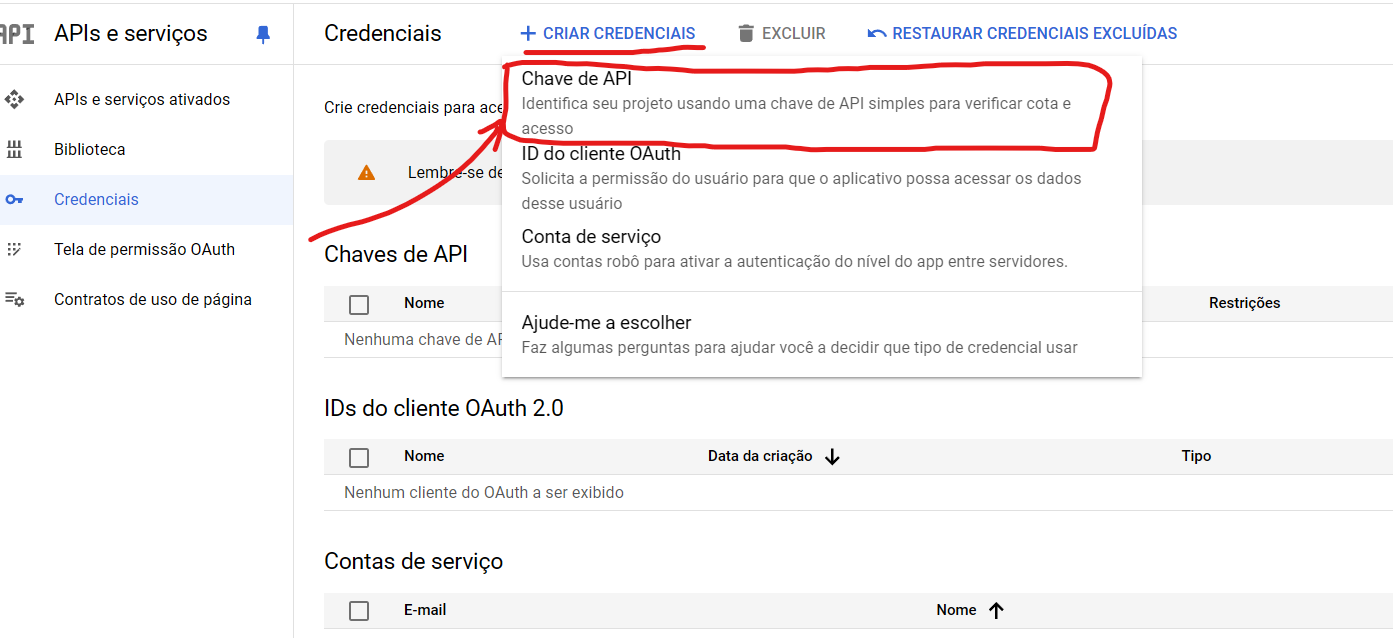 API
APIs e serviços
Credenciais
CRIAR CREDENCIAIS
EXCLUIR
RESTAURAR CREDENCIAIS EXCLUÍDAS
APIs e serviços ativados
Biblioteca
Credenciais
Tela de permissão OAuth
Contratos de uso de página
Crie credenciais para
Chave de API
Identifica seu projeto usando uma chave de API simples para verificar cota e
acesso
ID do cliente OAuth
Solicita a permissão do usuário para que o aplicativo possa acessar os dados
desse usuário
Conta de serviço
Usa contas robô para ativar a autenticação do nível do app entre servidores.
Ajude-me a escolher
Faz algumas perguntas para ajudar você a decidir que tipo de credencial usar
Lembre-se de
Chaves de API
Nome
Restrições
Nenhuma chave de
IDs do cliente OAuth 2.0
Nome
Data da criação
Tipo
Nenhum cliente do OAuth a ser exibido
Contas de serviço
E-mail
Nome